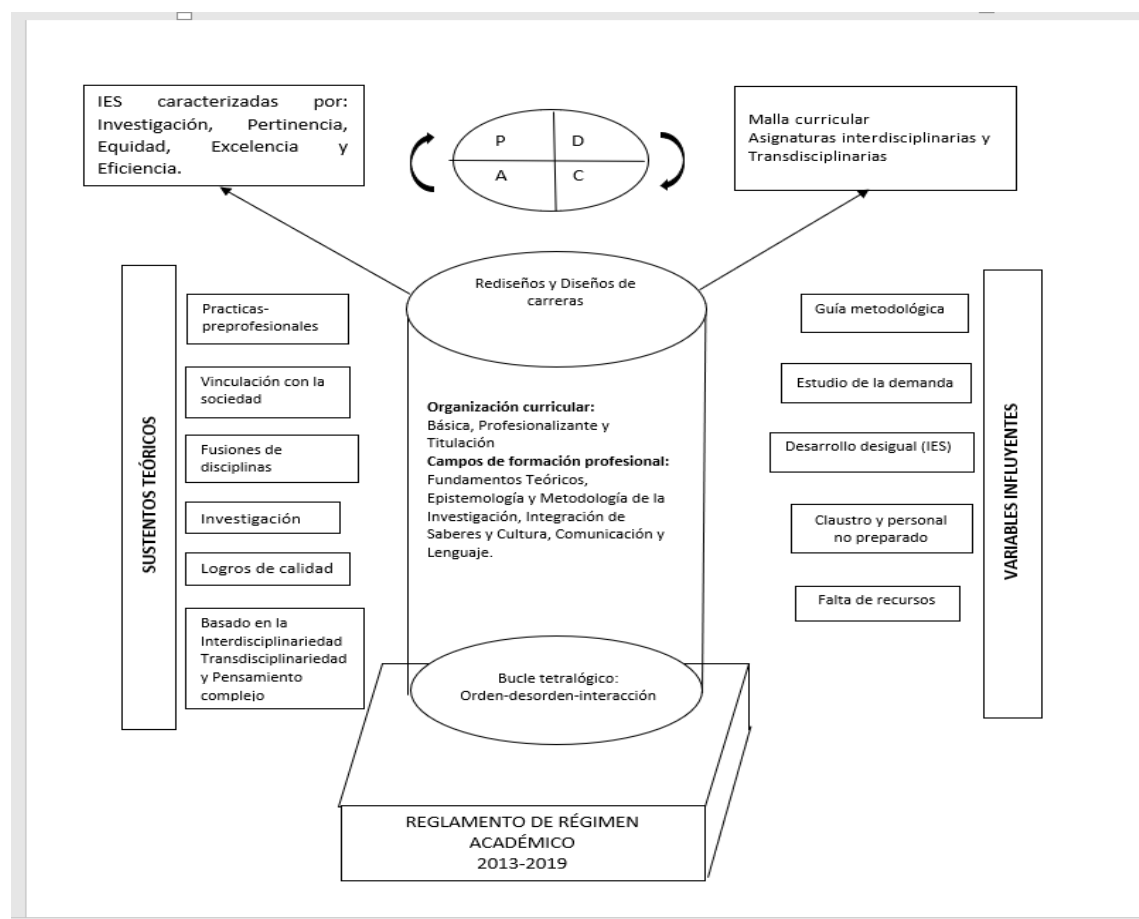 IES caracterizadas por:
Investigación, Pertinencia,
Equidad, Excelencia y
Eficiencia.
P D
A C
Malla curricular
Asignaturas interdisciplinarias y
Transdisciplinarias
Rediseños y Diseños de
carreras
SUSTENTOS TEÓRICOS
Practicas-
preprofesionales
Vinculación con la
sociedad
Fusiones de
disciplinas
Investigación
Logros de calidad
Basado en la
Interdisciplinariedad
Transdisciplinariedad
y Pensamiento
complejo
Organización curricular:
Básica, Profesionalizante y
Titulación
Campos de formación profesional:
Fundamentos Teóricos,
Epistemología y Metodología de la
Investigación, Integración de
Saberes y Cultura, Comunicación y
Lenguaje.
Guía metodológica
Estudio de la demanda
Desarrollo desigual (IES)
Claustro y personal
no preparado
Falta de recursos
VARIABLES INFLUYENTES
Bucle tetralógico:
Orden-desorden-interacción
REGLAMENTO DE RÉGIMEN
ACADÉMICO
2013-2019